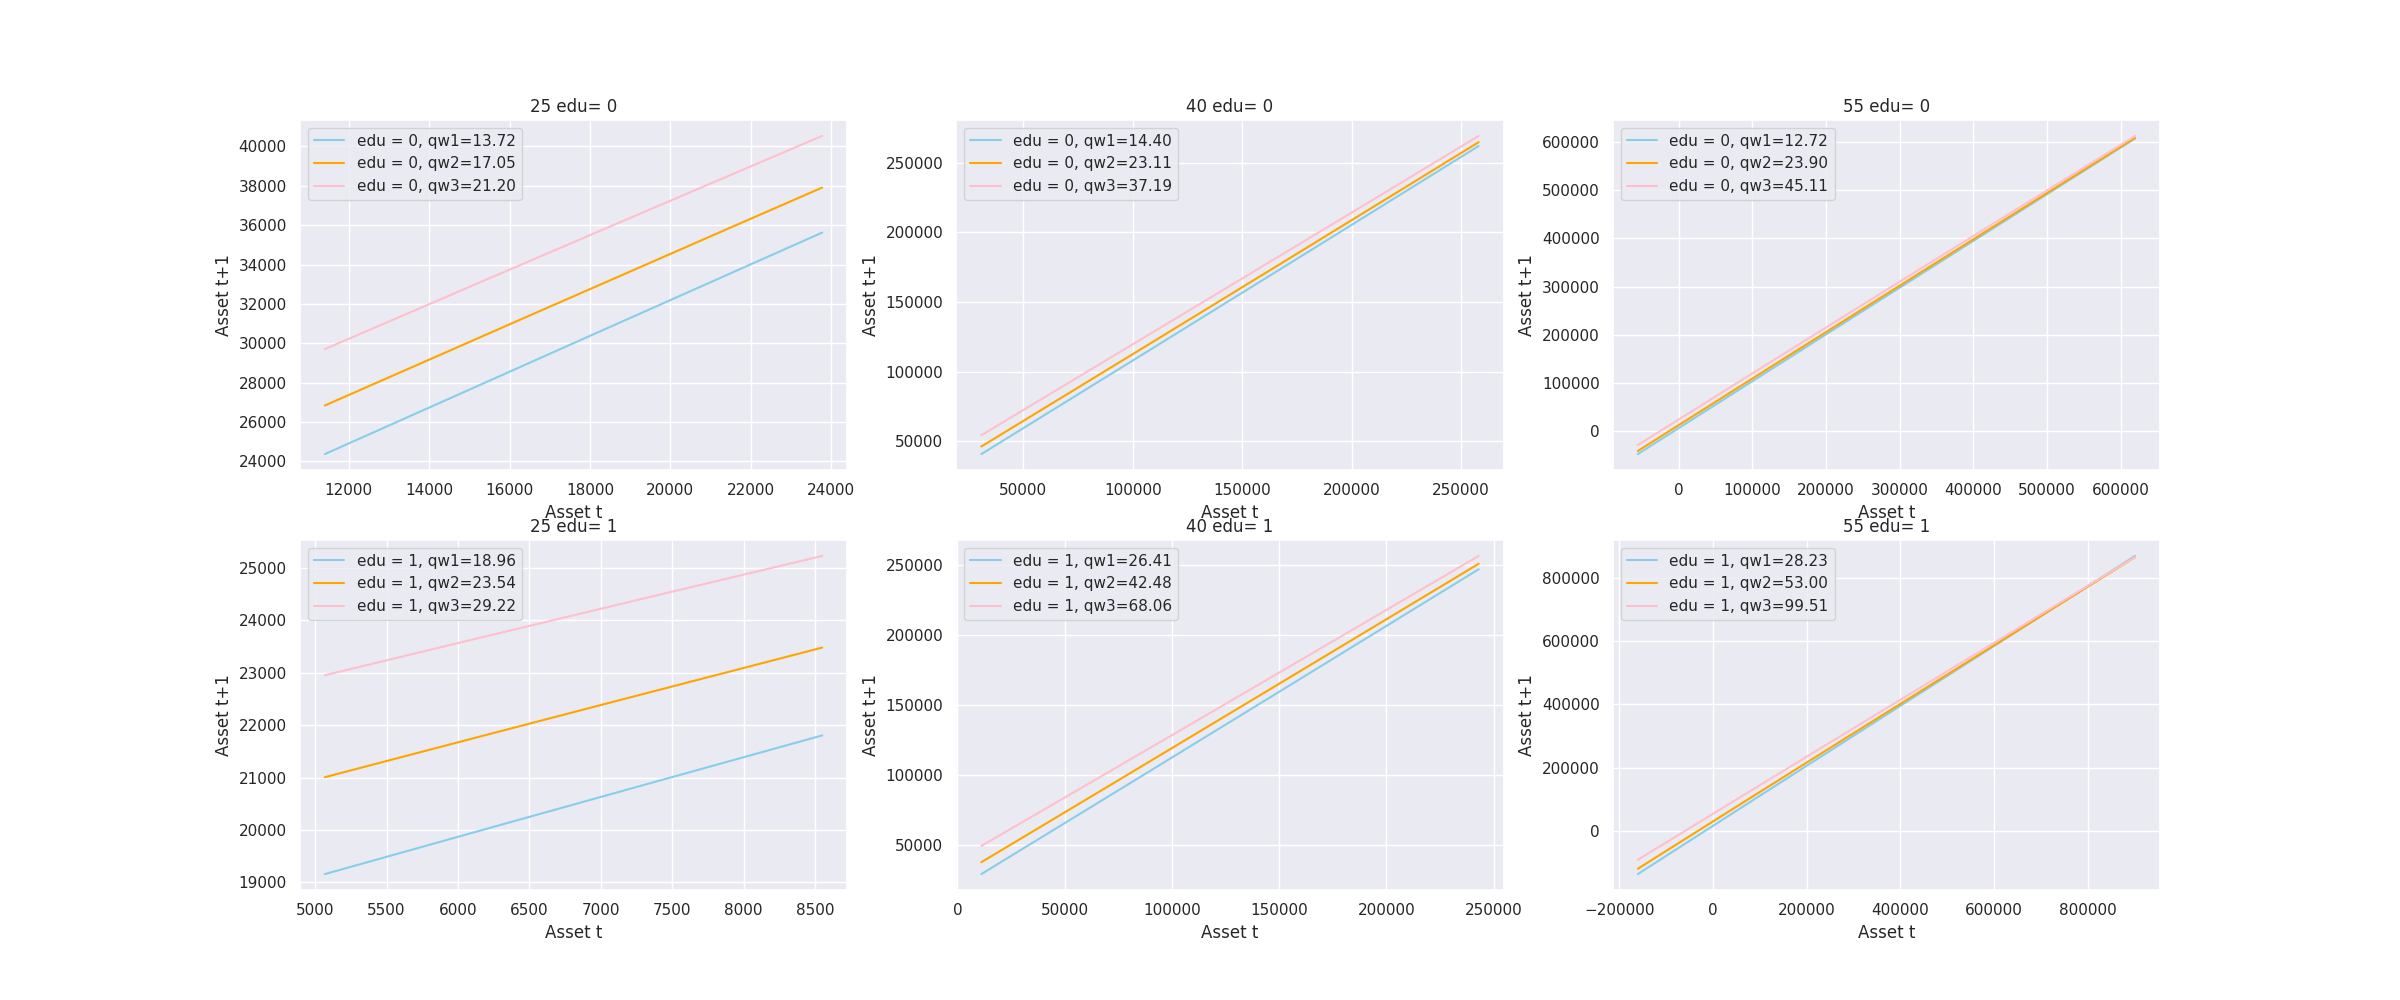 25 edu= 0
edu = 0, qw1=13.72
edu = 0, qw2=17.05
edu = 0, qw3=21.20
Asset t+1
40000
38000
36000
34000
32000
30000
28000
26000
24000
12000 14000 16000 18000 20000 22000 24000
Asset t
40 edu= 0
edu = 0, qw1=14.40
edu = 0, qw2=23.11
edu = 0, qw3=37.19
Asset t+1
250000
200000
150000
100000
50000
50000 100000 150000 200000 250000
Asset t
55 edu= 0
edu = 0, qw1=12.72
edu = 0, qw2=23.90
edu = 0, qw3=45.11
Asset t+1
600000
500000
400000
300000
200000
100000
0
0 100000 200000 300000 400000 500000 600000
Asset t
25 edu= 1
edu = 1, qw1=18.96
edu = 1, qw2=23.54
edu = 1, qw3=29.22
Asset t+1
25000
24000
23000
22000
21000
20000
19000
5000 5500 6000 6500 7000 7500 8000 8500
Asset t
40 edu= 1
edu = 1, qw1=26.41
edu = 1, qw2=42.48
edu = 1, qw3=68.06
Asset t+1
250000
200000
150000
100000
50000
0 50000 100000 150000 200000 250000
Asset t
55 edu= 1
edu = 1, qw1=28.23
edu = 1, qw2=53.00
edu = 1, qw3=99.51
Asset t+1
800000
600000
400000
200000
0
−200000 0 200000 400000 600000 800000
Asset t